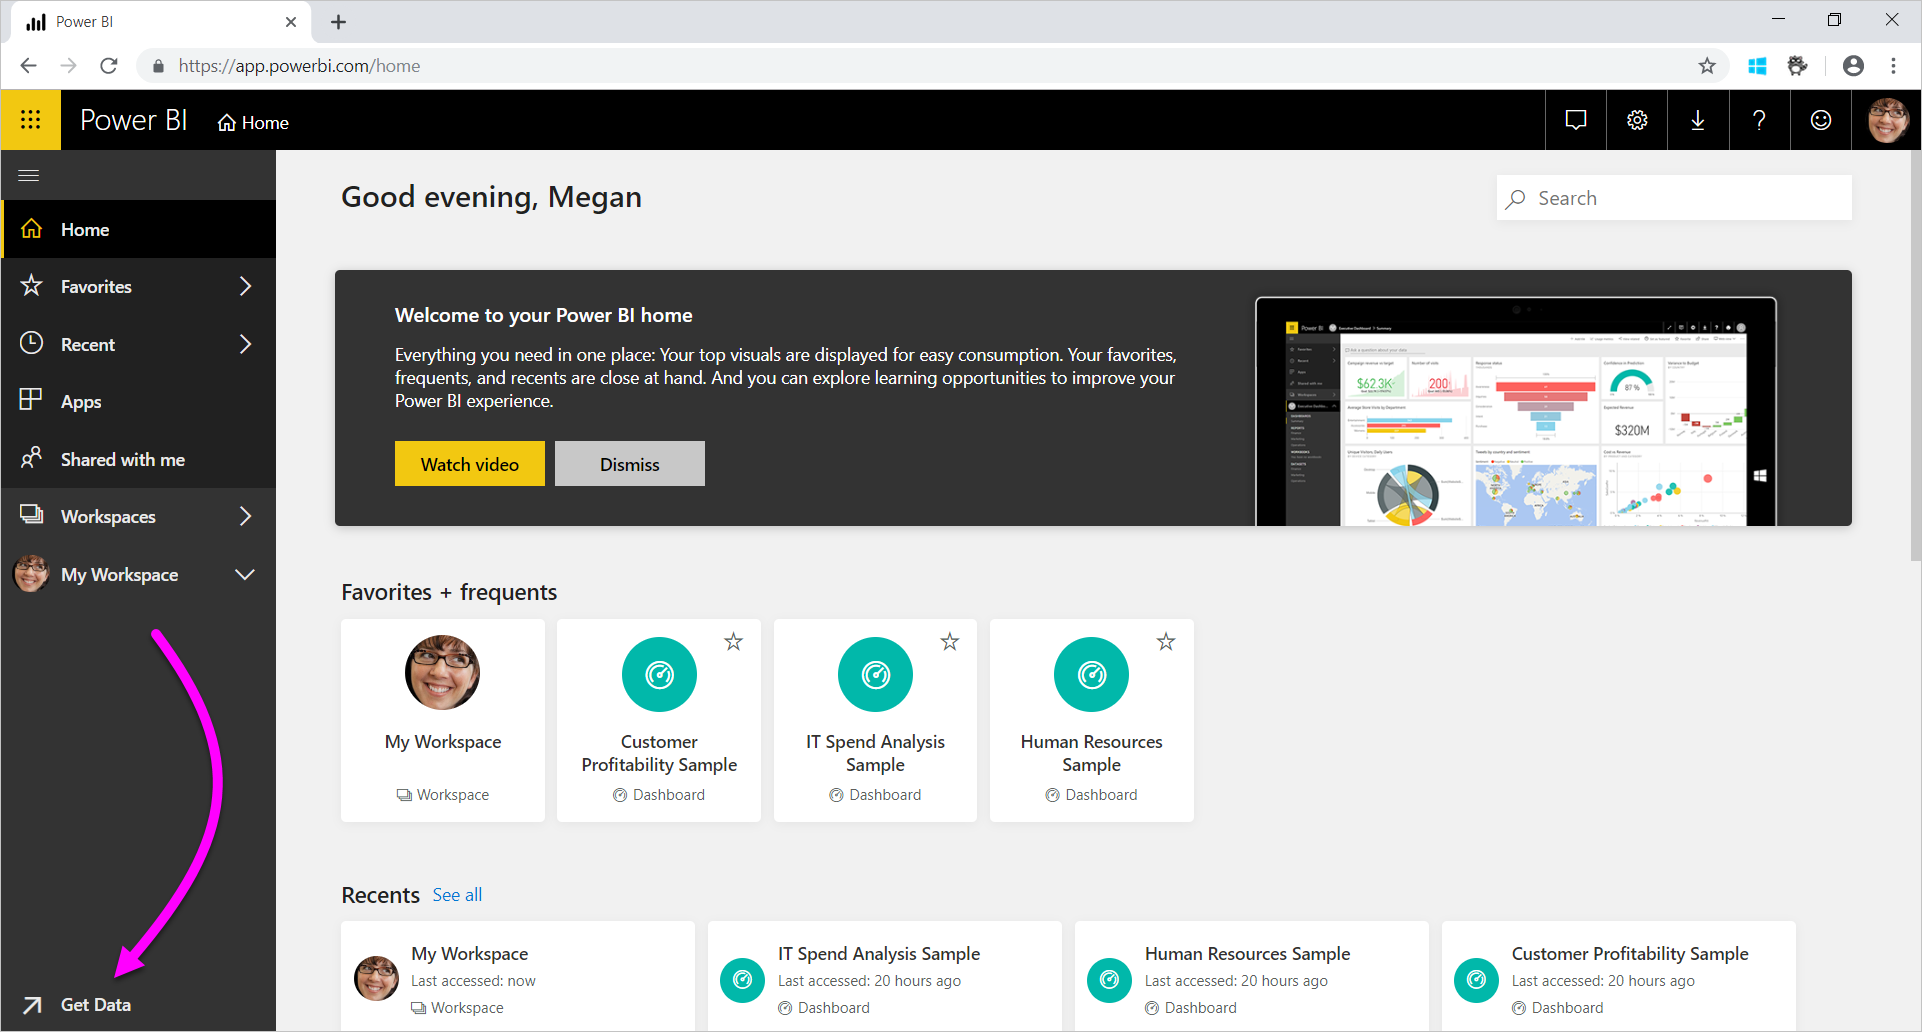 Power BI
https://app.powerbi.com/home
Power BI
Home
?
Good evening, Megan
Search
Home
Favorites
Recent
Apps
Shared with me
Workspaces
My Workspace
Get Data
Welcome to your Power BI home
Everything you need in one place: Your top visuals are displayed for easy consumption. Your favorites,
frequents, and recents are close at hand. And you can explore learning opportunities to improve your
Power BI experience.
Watch video
Dismiss
Power BI
$62.3K
200
87 %
$320M
Favorites + frequents
My Workspace
Workspace
Customer
Profitability Sample
Dashboard
IT Spend Analysis
Sample
Dashboard
Human Resources
Sample
Dashboard
Recents
See all
My Workspace
Last accessed: now
Workspace
IT Spend Analysis Sample
Last accessed: 20 hours ago
Dashboard
Human Resources Sample
Last accessed: 20 hours ago
Dashboard
Customer Profitability Sample
Last accessed: 20 hours ago
Dashboard